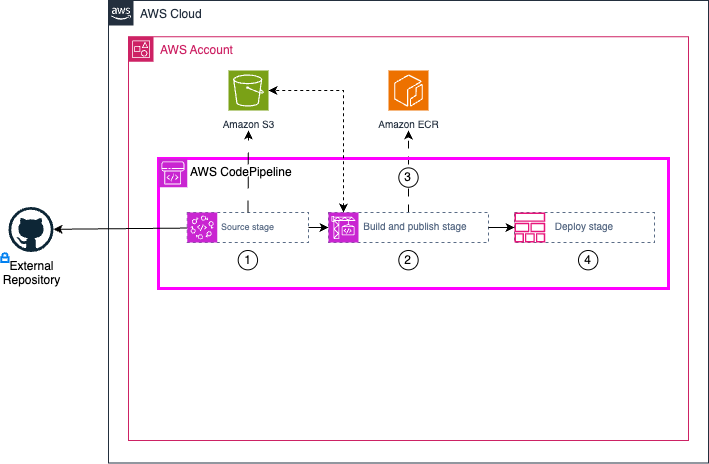 aws
AWS Cloud
AWS Account
Amazon S3
Amazon ECR
AWS CodePipeline
3
Source stage
Build and publish stage
Deploy stage
1
2
4
External
Repository